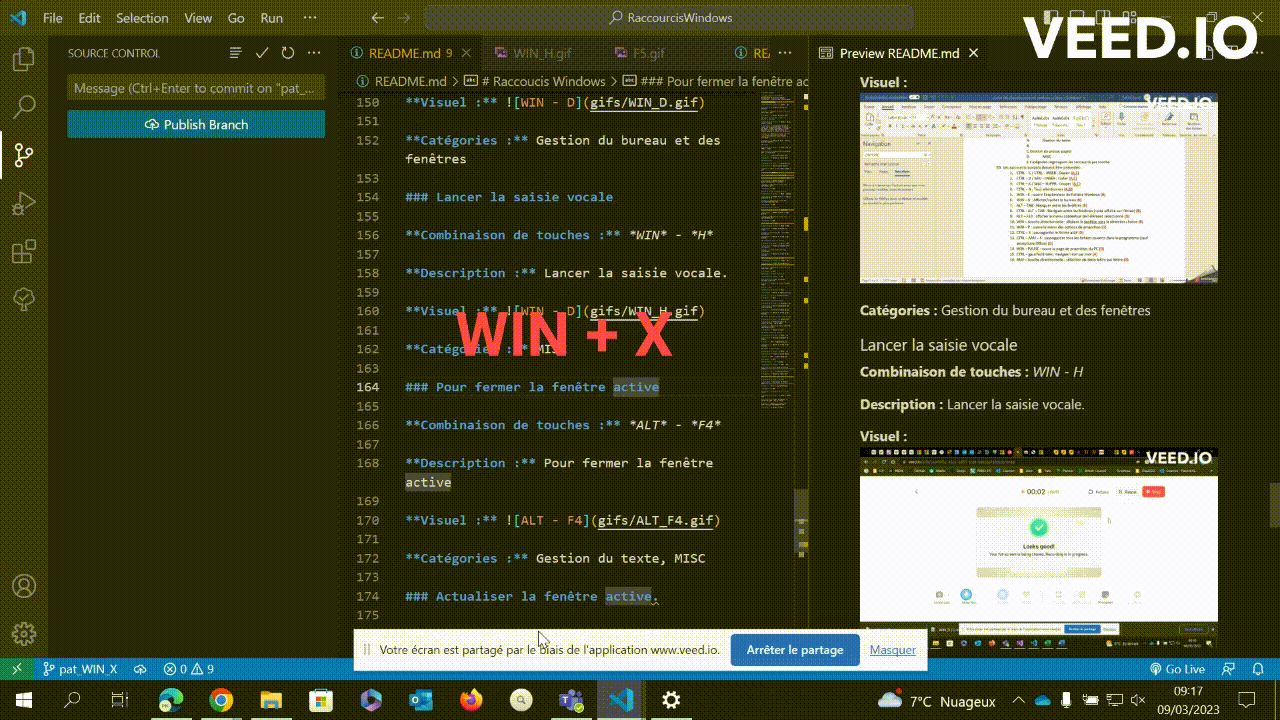 File Edit Selection View Go Run ···
RaccourcisWindows
VEED.IO
SOURCE CONTROL
Message (Ctrl+Enter to commit on "pat_...
Publish Branch
README.md 9
WIN_H.gif
F5.gif
README.md > # Raccoucis Windows > ### Pour fermer la fenêtre ac
150 **Visuel :** ![WIN - D](gifs/WIN_D.gif)
151
152 **Catégories :** Gestion du bureau et des
fenêtres
153
154 ### Lancer la saisie vocale
155
156 **Combinaison de touches :** *WIN* - *H*
157
158 **Description :** Lancer la saisie vocale.
159
160 **Visuel :** ![WIN - D](gifs/WIN_H.gif)
161
WIN + X
162 **Catégories :** MISC
163
164 ### Pour fermer la fenêtre active
165
166 **Combinaison de touches :** *ALT* - *F4*
167
168 **Description :** Pour fermer la fenêtre
active
169
170 **Visuel :** ![ALT - F4](gifs/ALT_F4.gif)
171
172 **Catégories :** Gestion du texte, MISC
173
174 ### Actualiser la fenêtre active.
175
Preview README.md
Visuel :
Navigation
Catégories : Gestion du bureau et des fenêtres
Lancer la saisie vocale
Combinaison de touches : WIN - H
Description : Lancer la saisie vocale.
Visuel :
VEED.IO
00:02
Looks good!
Votre écran est partagé par le biais de l'application www.veed.io.
Arrêter le partage
Masquer
pat_WIN_X
0 9
Go Live
7°C Nuageux
09:17
09/03/2023